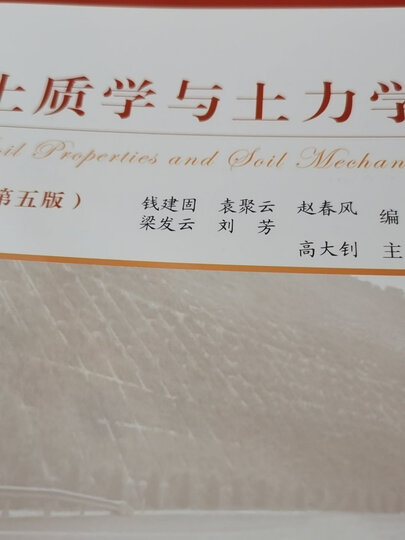 土质学与土力学
Soil Properties and Soil Mechan
第五版）
钱建固 袁聚云 赵春风 编
梁发云 刘 芳
高大钊 主